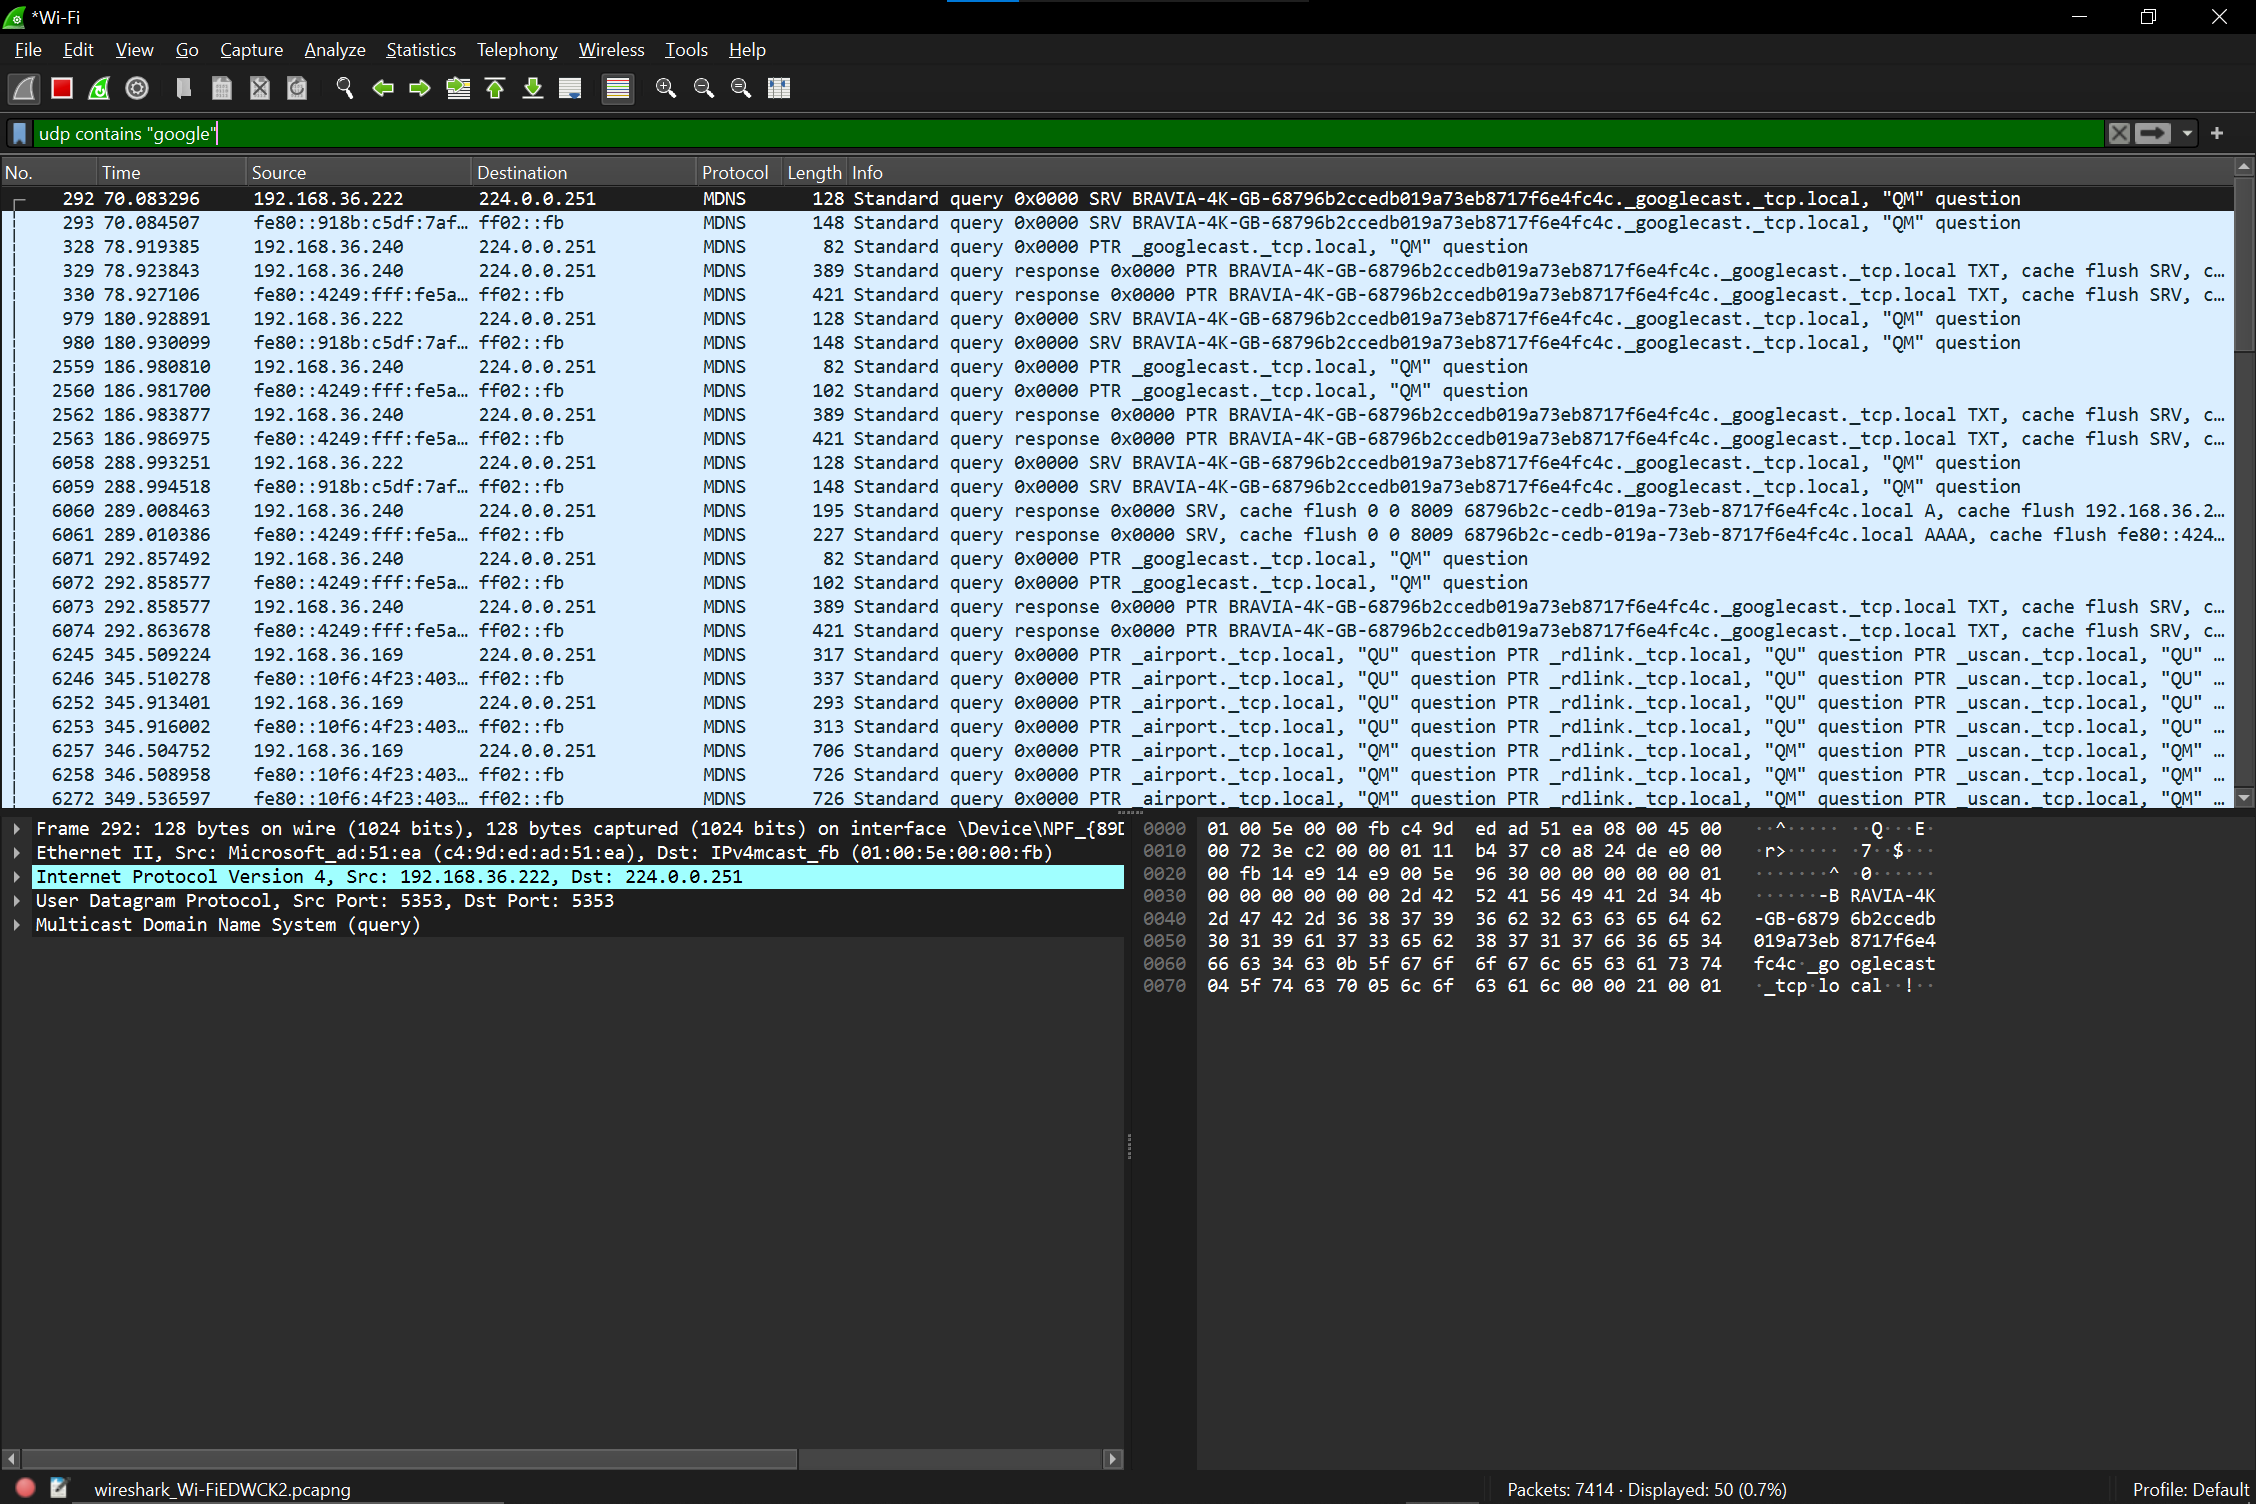 *Wi-Fi
File Edit View Go Capture Analyze Statistics Telephony Wireless Tools Help
udp contains "google"
No. Time Source Destination Protocol Length Info
292 70.083296 192.168.36.222 224.0.0.251 MDNS 128 Standard query 0x0000 SRV BRAVIA-4K-GB-68796b2ccedb019a73eb8717f6e4fc4c._googlecast._tcp.local, "QM" question
293 70.084507 fe80::918b:c5df:7af… ff02::fb MDNS 148 Standard query 0x0000 SRV BRAVIA-4K-GB-68796b2ccedb019a73eb8717f6e4fc4c._googlecast._tcp.local, "QM" question
328 78.919385 192.168.36.240 224.0.0.251 MDNS 82 Standard query 0x0000 PTR _googlecast._tcp.local, "QM" question
329 78.923843 192.168.36.240 224.0.0.251 MDNS 389 Standard query response 0x0000 PTR BRAVIA-4K-GB-68796b2ccedb019a73eb8717f6e4fc4c._googlecast._tcp.local TXT, cache flush SRV, c…
330 78.927106 fe80::4249:fff:fe5a… ff02::fb MDNS 421 Standard query response 0x0000 PTR BRAVIA-4K-GB-68796b2ccedb019a73eb8717f6e4fc4c._googlecast._tcp.local TXT, cache flush SRV, c…
979 180.928891 192.168.36.222 224.0.0.251 MDNS 128 Standard query 0x0000 SRV BRAVIA-4K-GB-68796b2ccedb019a73eb8717f6e4fc4c._googlecast._tcp.local, "QM" question
980 180.930099 fe80::918b:c5df:7af… ff02::fb MDNS 148 Standard query 0x0000 SRV BRAVIA-4K-GB-68796b2ccedb019a73eb8717f6e4fc4c._googlecast._tcp.local, "QM" question
2559 186.980810 192.168.36.240 224.0.0.251 MDNS 82 Standard query 0x0000 PTR _googlecast._tcp.local, "QM" question
2560 186.981700 fe80::4249:fff:fe5a… ff02::fb MDNS 102 Standard query 0x0000 PTR _googlecast._tcp.local, "QM" question
2562 186.983877 192.168.36.240 224.0.0.251 MDNS 389 Standard query response 0x0000 PTR BRAVIA-4K-GB-68796b2ccedb019a73eb8717f6e4fc4c._googlecast._tcp.local TXT, cache flush SRV, c…
2563 186.986975 fe80::4249:fff:fe5a… ff02::fb MDNS 421 Standard query response 0x0000 PTR BRAVIA-4K-GB-68796b2ccedb019a73eb8717f6e4fc4c._googlecast._tcp.local TXT, cache flush SRV, c…
6058 288.993251 192.168.36.222 224.0.0.251 MDNS 128 Standard query 0x0000 SRV BRAVIA-4K-GB-68796b2ccedb019a73eb8717f6e4fc4c._googlecast._tcp.local, "QM" question
6059 288.994518 fe80::918b:c5df:7af… ff02::fb MDNS 148 Standard query 0x0000 SRV BRAVIA-4K-GB-68796b2ccedb019a73eb8717f6e4fc4c._googlecast._tcp.local, "QM" question
6060 289.008463 192.168.36.240 224.0.0.251 MDNS 195 Standard query response 0x0000 SRV, cache flush 0 0 8009 68796b2c-cedb-019a-73eb-8717f6e4fc4c.local A, cache flush 192.168.36.2…
6061 289.010386 fe80::4249:fff:fe5a… ff02::fb MDNS 227 Standard query response 0x0000 SRV, cache flush 0 0 8009 68796b2c-cedb-019a-73eb-8717f6e4fc4c.local AAAA, cache flush fe80::424…
6071 292.857492 192.168.36.240 224.0.0.251 MDNS 82 Standard query 0x0000 PTR _googlecast._tcp.local, "QM" question
6072 292.858577 fe80::4249:fff:fe5a… ff02::fb MDNS 102 Standard query 0x0000 PTR _googlecast._tcp.local, "QM" question
6073 292.858577 192.168.36.240 224.0.0.251 MDNS 389 Standard query response 0x0000 PTR BRAVIA-4K-GB-68796b2ccedb019a73eb8717f6e4fc4c._googlecast._tcp.local TXT, cache flush SRV, c…
6074 292.863678 fe80::4249:fff:fe5a… ff02::fb MDNS 421 Standard query response 0x0000 PTR BRAVIA-4K-GB-68796b2ccedb019a73eb8717f6e4fc4c._googlecast._tcp.local TXT, cache flush SRV, c…
6245 345.509224 192.168.36.169 224.0.0.251 MDNS 317 Standard query 0x0000 PTR _airport._tcp.local, "QU" question PTR _rdlink._tcp.local, "QU" question PTR _uscan._tcp.local, "QU" …
6246 345.510278 fe80::10f6:4f23:403… ff02::fb MDNS 337 Standard query 0x0000 PTR _airport._tcp.local, "QU" question PTR _rdlink._tcp.local, "QU" question PTR _uscan._tcp.local, "QU" …
6252 345.913401 192.168.36.169 224.0.0.251 MDNS 293 Standard query 0x0000 PTR _airport._tcp.local, "QU" question PTR _rdlink._tcp.local, "QU" question PTR _uscan._tcp.local, "QU" …
6253 345.916002 fe80::10f6:4f23:403… ff02::fb MDNS 313 Standard query 0x0000 PTR _airport._tcp.local, "QU" question PTR _rdlink._tcp.local, "QU" question PTR _uscan._tcp.local, "QU" …
6257 346.504752 192.168.36.169 224.0.0.251 MDNS 706 Standard query 0x0000 PTR _airport._tcp.local, "QM" question PTR _rdlink._tcp.local, "QM" question PTR _uscan._tcp.local, "QM" …
6258 346.508958 fe80::10f6:4f23:403… ff02::fb MDNS 726 Standard query 0x0000 PTR _airport._tcp.local, "QM" question PTR _rdlink._tcp.local, "QM" question PTR _uscan._tcp.local, "QM" …
6272 349.536597 fe80::10f6:4f23:403… ff02::fb MDNS 726 Standard query 0x0000 PTR _airport._tcp.local, "QM" question PTR _rdlink._tcp.local, "QM" question PTR _uscan._tcp.local, "QM" …
Frame 292: 128 bytes on wire (1024 bits), 128 bytes captured (1024 bits) on interface \Device\NPF_{89D
Ethernet II, Src: Microsoft_ad:51:ea (c4:9d:ed:ad:51:ea), Dst: IPv4mcast_fb (01:00:5e:00:00:fb)
Internet Protocol Version 4, Src: 192.168.36.222, Dst: 224.0.0.251
User Datagram Protocol, Src Port: 5353, Dst Port: 5353
Multicast Domain Name System (query)
0000 01 00 5e 00 00 fb c4 9d ed ad 51 ea 08 00 45 00 ··^····· ··Q···E·
0010 00 72 3e c2 00 00 01 11 b4 37 c0 a8 24 de e0 00 ·r>····· ·7··$···
0020 00 fb 14 e9 14 e9 00 5e 96 30 00 00 00 00 00 01 ·······^ ·0······
0030 00 00 00 00 00 00 2d 42 52 41 56 49 41 2d 34 4b ······-B RAVIA-4K
0040 2d 47 42 2d 36 38 37 39 36 62 32 63 63 65 64 62 -GB-6879 6b2ccedb
0050 30 31 39 61 37 33 65 62 38 37 31 37 66 36 65 34 019a73eb 8717f6e4
0060 66 63 34 63 0b 5f 67 6f 6f 67 6c 65 63 61 73 74 fc4c·_go oglecast
0070 04 5f 74 63 70 05 6c 6f 63 61 6c 00 00 21 00 01 ·_tcp·lo cal··!··
wireshark_Wi-FiEDWCK2.pcapng
Packets: 7414 · Displayed: 50 (0.7%)
Profile: Default